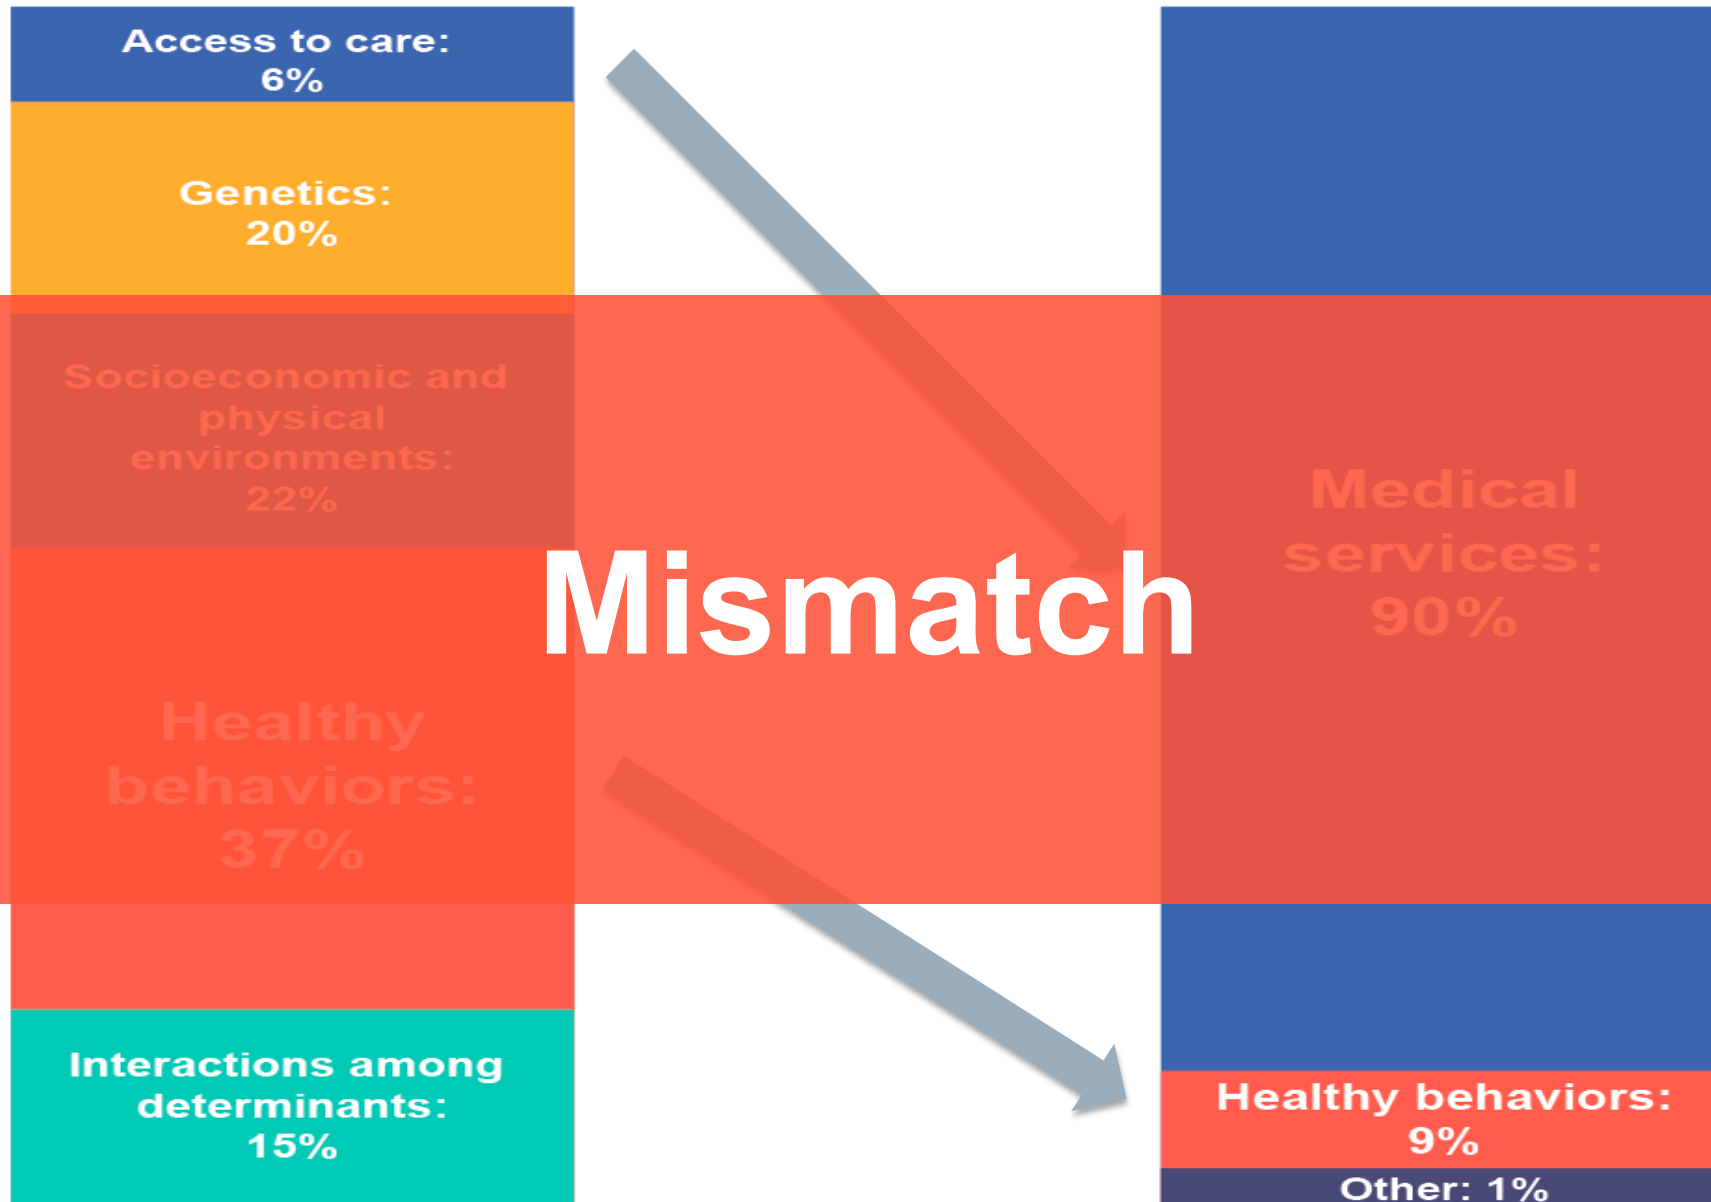 Access to care:
6%
Genetics:
20%
Socioeconomic and
physical
environments:
22%
Healthy
behaviors:
37%
Interactions among
determinants:
15%
Mismatch
Medical
services:
90%
Healthy behaviors:
9%
Other: 1%